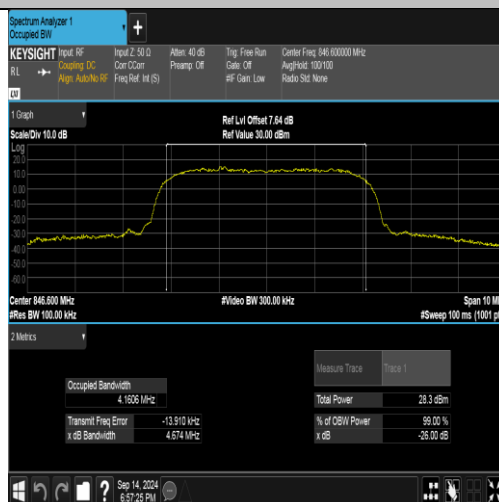 Spectrum Analyzer 1
Occupied BW
KEYSIGHT
RL
Input: RF
Coupling: DC
Align: Auto/No RF
Input Z: 50 Ω
Corr CCorr
Freq Ref: Int (S)
Atten: 40 dB
Preamp: Off
Trig: Free Run
Gate: Off
#IF Gain: Low
Center Freq: 846.600000 MHz
Avg|Hold: 100/100
Radio Std: None
LW
1 Graph
Scale/Div 10.0 dB
Ref Lvl Offset 7.64 dB
Ref Value 30.00 dBm
Log
20.0
10.0
0.00
-10.0
-20.0
-30.0
-40.0
-50.0
-60.0
Center 846.600 MHz
#Res BW 100.00 kHz
#Video BW 300.00 kHz
Span 10 M
#Sweep 100 ms (1001 pt
2 Metrics
Measure Trace Trace 1
Occupied Bandwidth
4.1606 MHz
Total Power 28.3 dBm
Transmit Freq Error -13.910 kHz
% of OBW Power 99.00 %
x dB Bandwidth 4.674 MHz
x dB -26.00 dB
?
Sep 14, 2024
6:57:25 PM